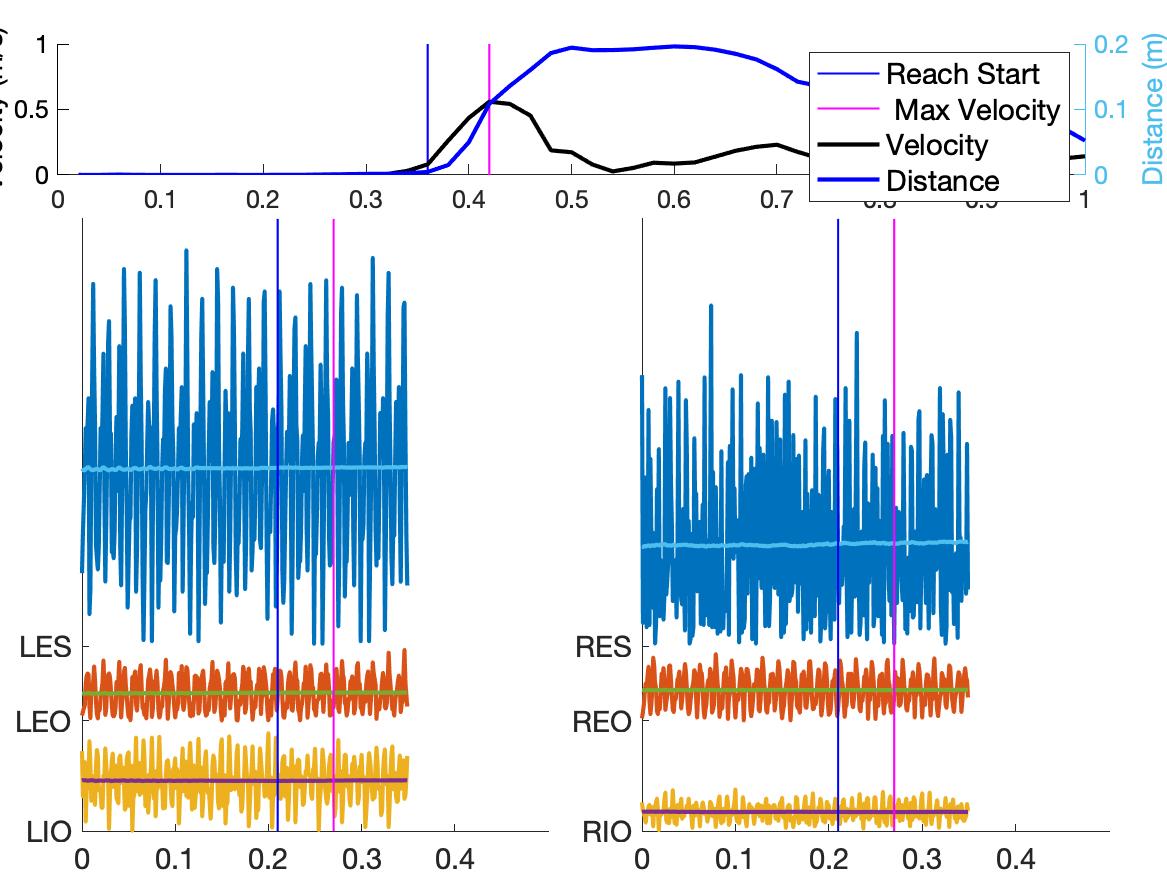 1
0.5
0
0.2
0.1
0
Distance (m)
Reach Start
Max Velocity
Velocity
Distance
0 0.1 0.2 0.3 0.4 0.5 0.6 0.7 1
LES
LEO
LIO
0 0.1 0.2 0.3 0.4
RES
REO
RIO
0 0.1 0.2 0.3 0.4